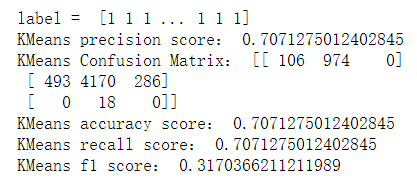 label =  [1 1 1 ... 1 1 1]
KMeans precision score:  0.7071275012402845
KMeans Confusion Matrix:  [[ 106  974    0]
 [ 493 4170  286]
 [   0   18    0]]
KMeans accuracy score:  0.7071275012402845
KMeans recall score:  0.7071275012402845
KMeans f1 score:  0.3170366211211989